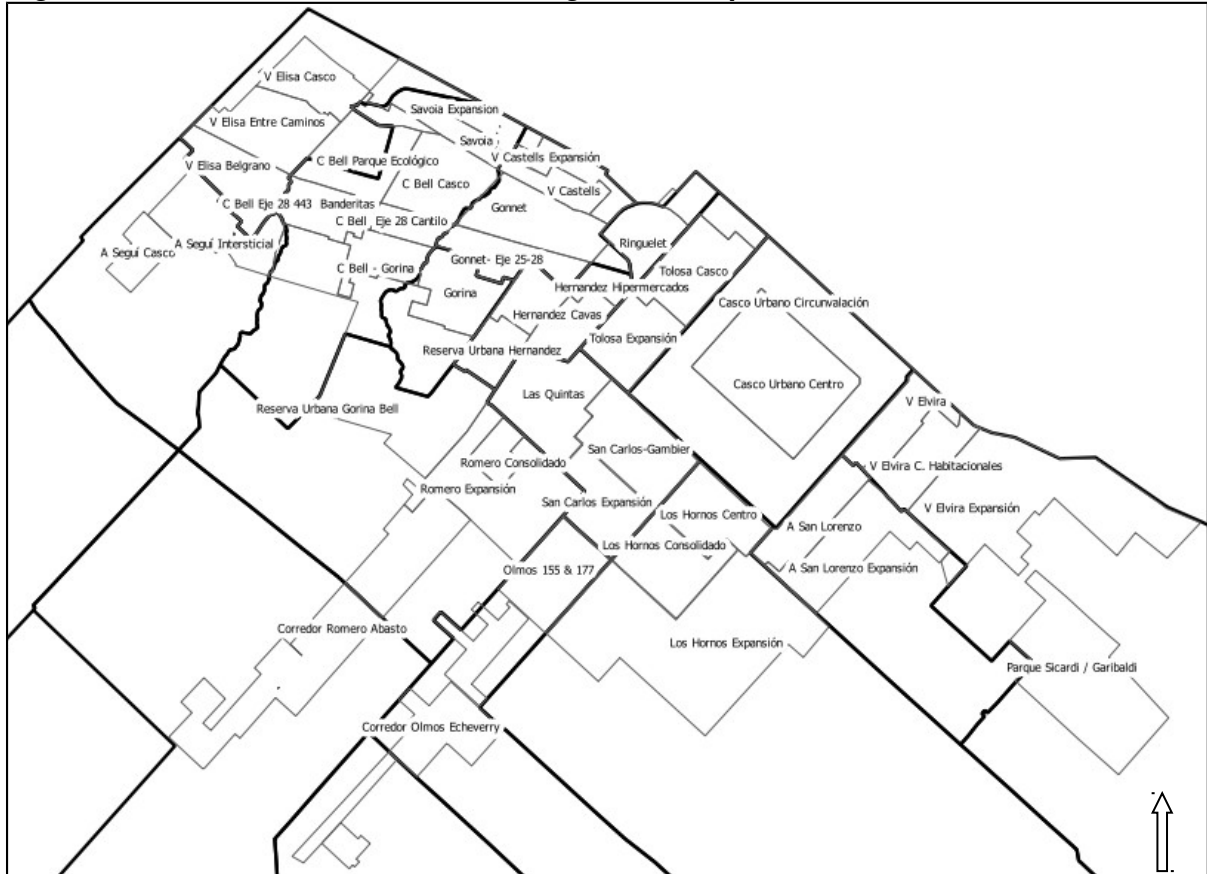 V Elisa Casco
Savoia Expansion
V Elisa Entre Caminos
Savoia
V Castells Expansión
C Bell Parque Ecológico
V Elisa Belgrano
C Bell Casco
V Castells
C Bell Eje 28 443
Banderitas
Gonnet
C Bell Eje 28 Cantilo
A Seguí Casco
A Seguí Intersticial
Ringuelet
Gonnet- Eje 25-28
C Bell - Gorina
Tolosa Casco
Hernandez Hipermercados
Gorina
Casco Urbano Circunvalación
Hernandez Cavas
Tolosa Expansión
Reserva Urbana Hernandez
Casco Urbano Centro
Las Quintas
V Elvira
Reserva Urbana Gorina Bell
San Carlos-Gambier
Romero Consolidado
V Elvira C. Habitacionales
Romero Expansión
San Carlos Expansión
Los Hornos Centro
V Elvira Expansión
A San Lorenzo
Los Hornos Consolidado
Olmos 155 & 177
A San Lorenzo Expansión
Corredor Romero Abasto
Los Hornos Expansión
Parque Sicardi / Garibaldi
Corredor Olmos Echeverry